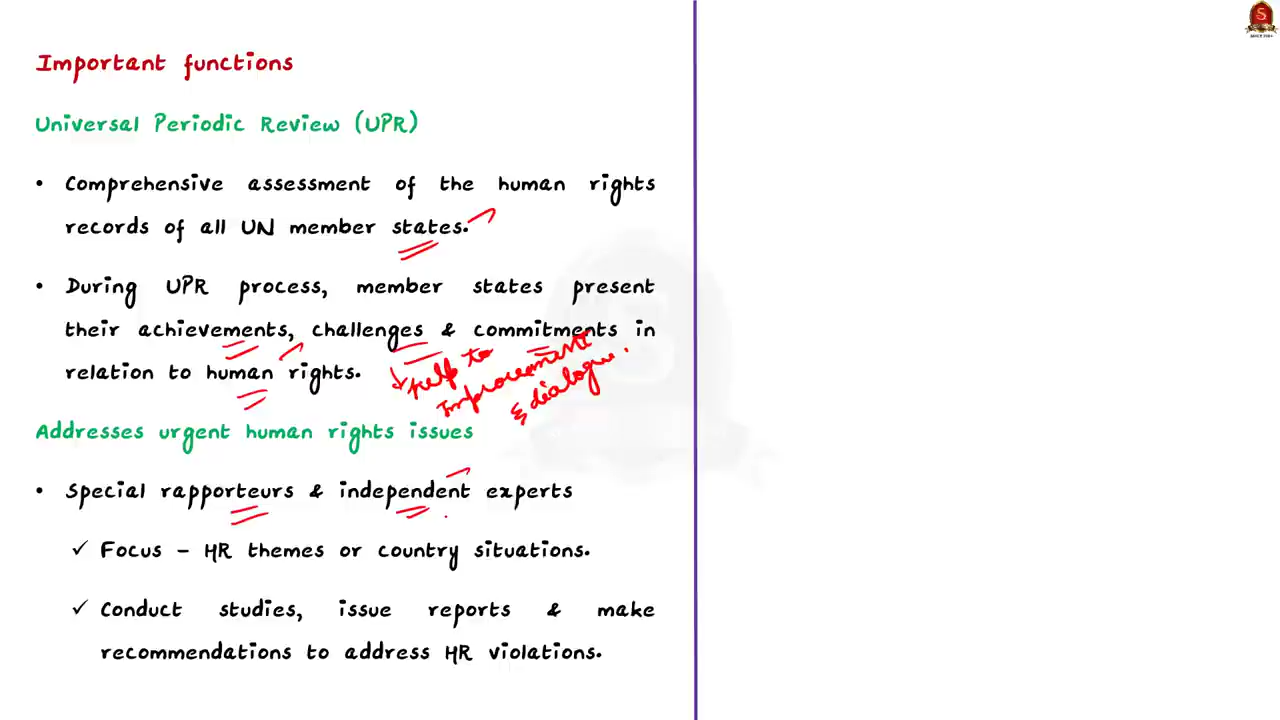 Important functions
Universal Periodic Review (UPR)
• Comprehensive assessment of the human rights
records of all UN member states.
• During UPR process, member states present
their achievements, challenges & commitments in
relation to human rights.
help to
improvement
& dialogue.
Addresses urgent human rights issues
• Special rapporteurs & independent experts
✓ Focus – HR themes or country situations.
✓ Conduct studies, issue reports & make
recommendations to address HR violations.